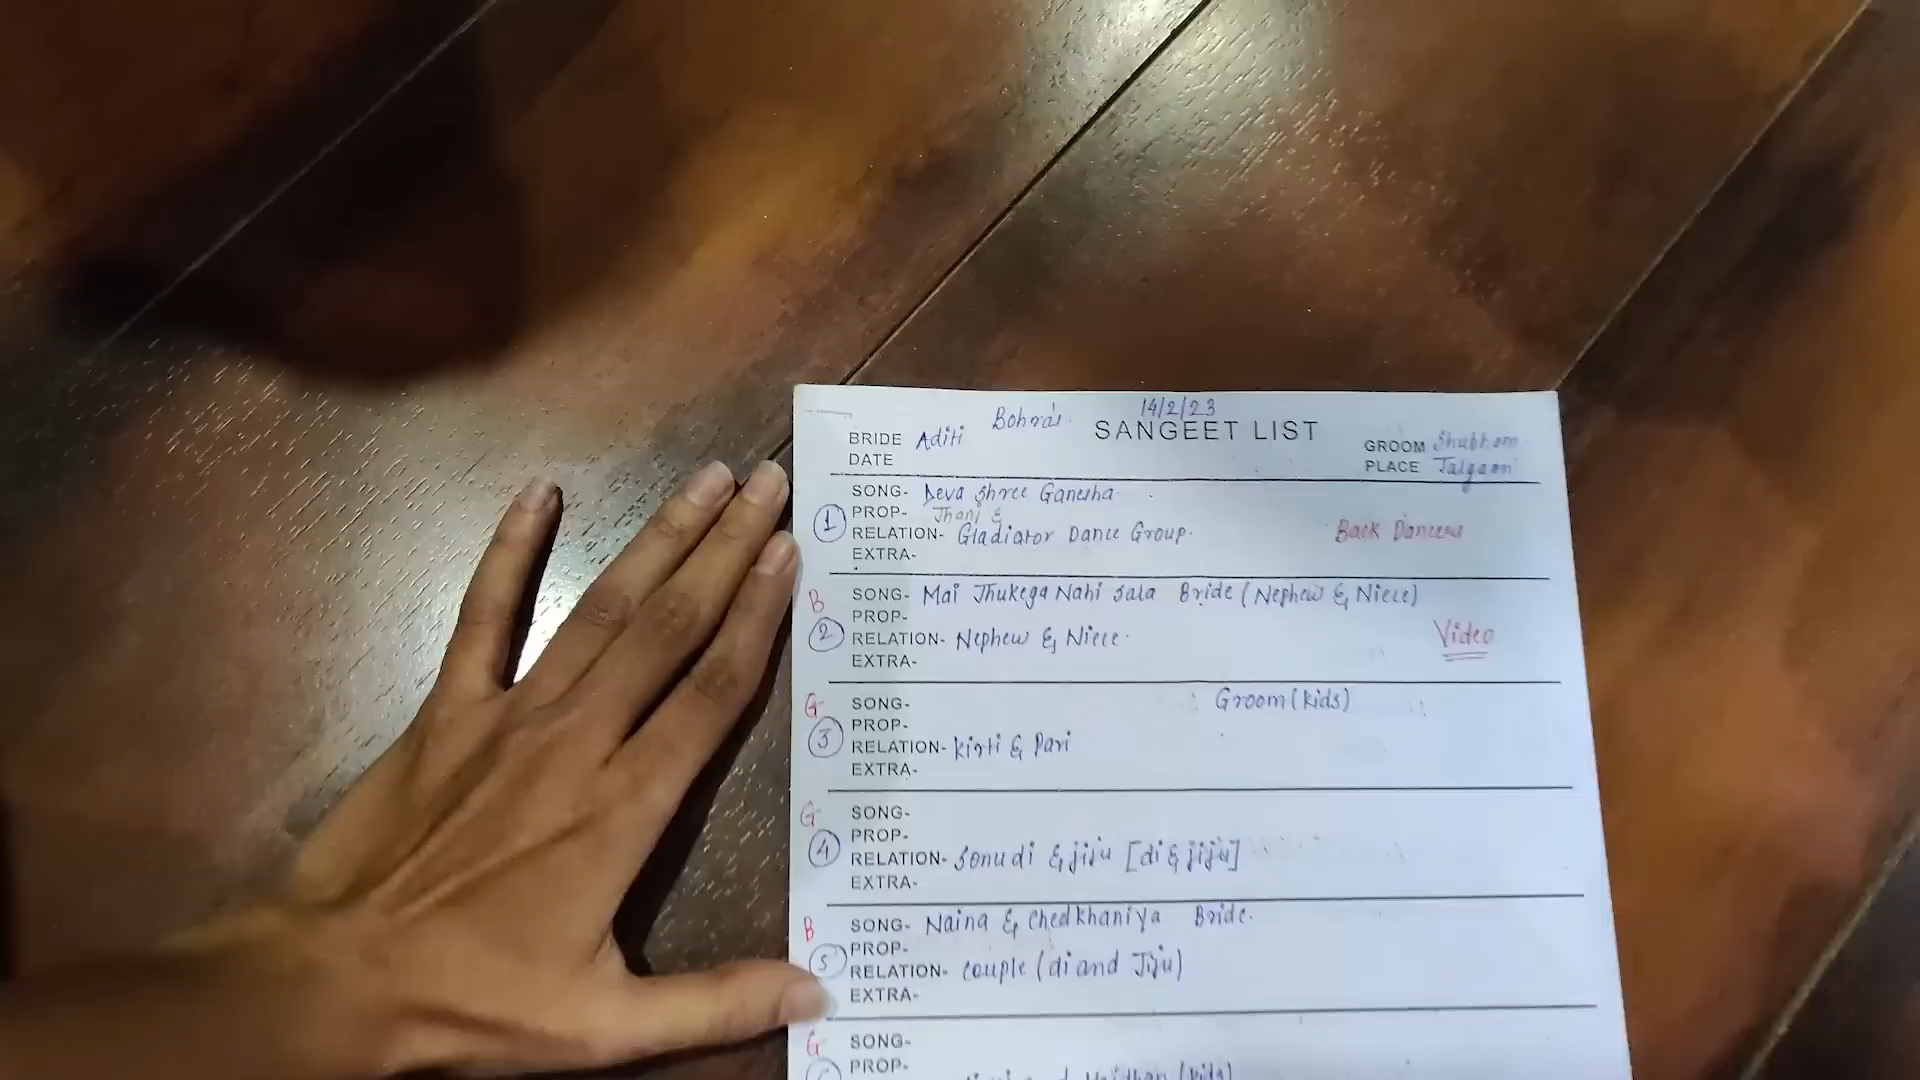 14/2/23
Bohra's
SANGEET LIST
BRIDE Aditi
GROOM Shubham
DATE
PLACE Jalgaon
SONG- Deva Shree Ganesha
PROP- Jhanj &
1 RELATION- Gladiator Dance Group. Back Dancers
EXTRA-
B SONG- Mai Jhukega Nahi Sala Bride (Nephew & Niece)
PROP-
2 RELATION- Nephew & Niece. Video
EXTRA-
G SONG- Groom (kids)
PROP-
3 RELATION- Kirti & Pari
EXTRA-
G SONG-
PROP-
4 RELATION- Sonu di & jiju [di & jiju]
EXTRA-
B SONG- Naina & Chedkhaniya Bride.
PROP-
5 RELATION- couple (di and Jiju)
EXTRA-
G SONG-
PROP-
(kids)